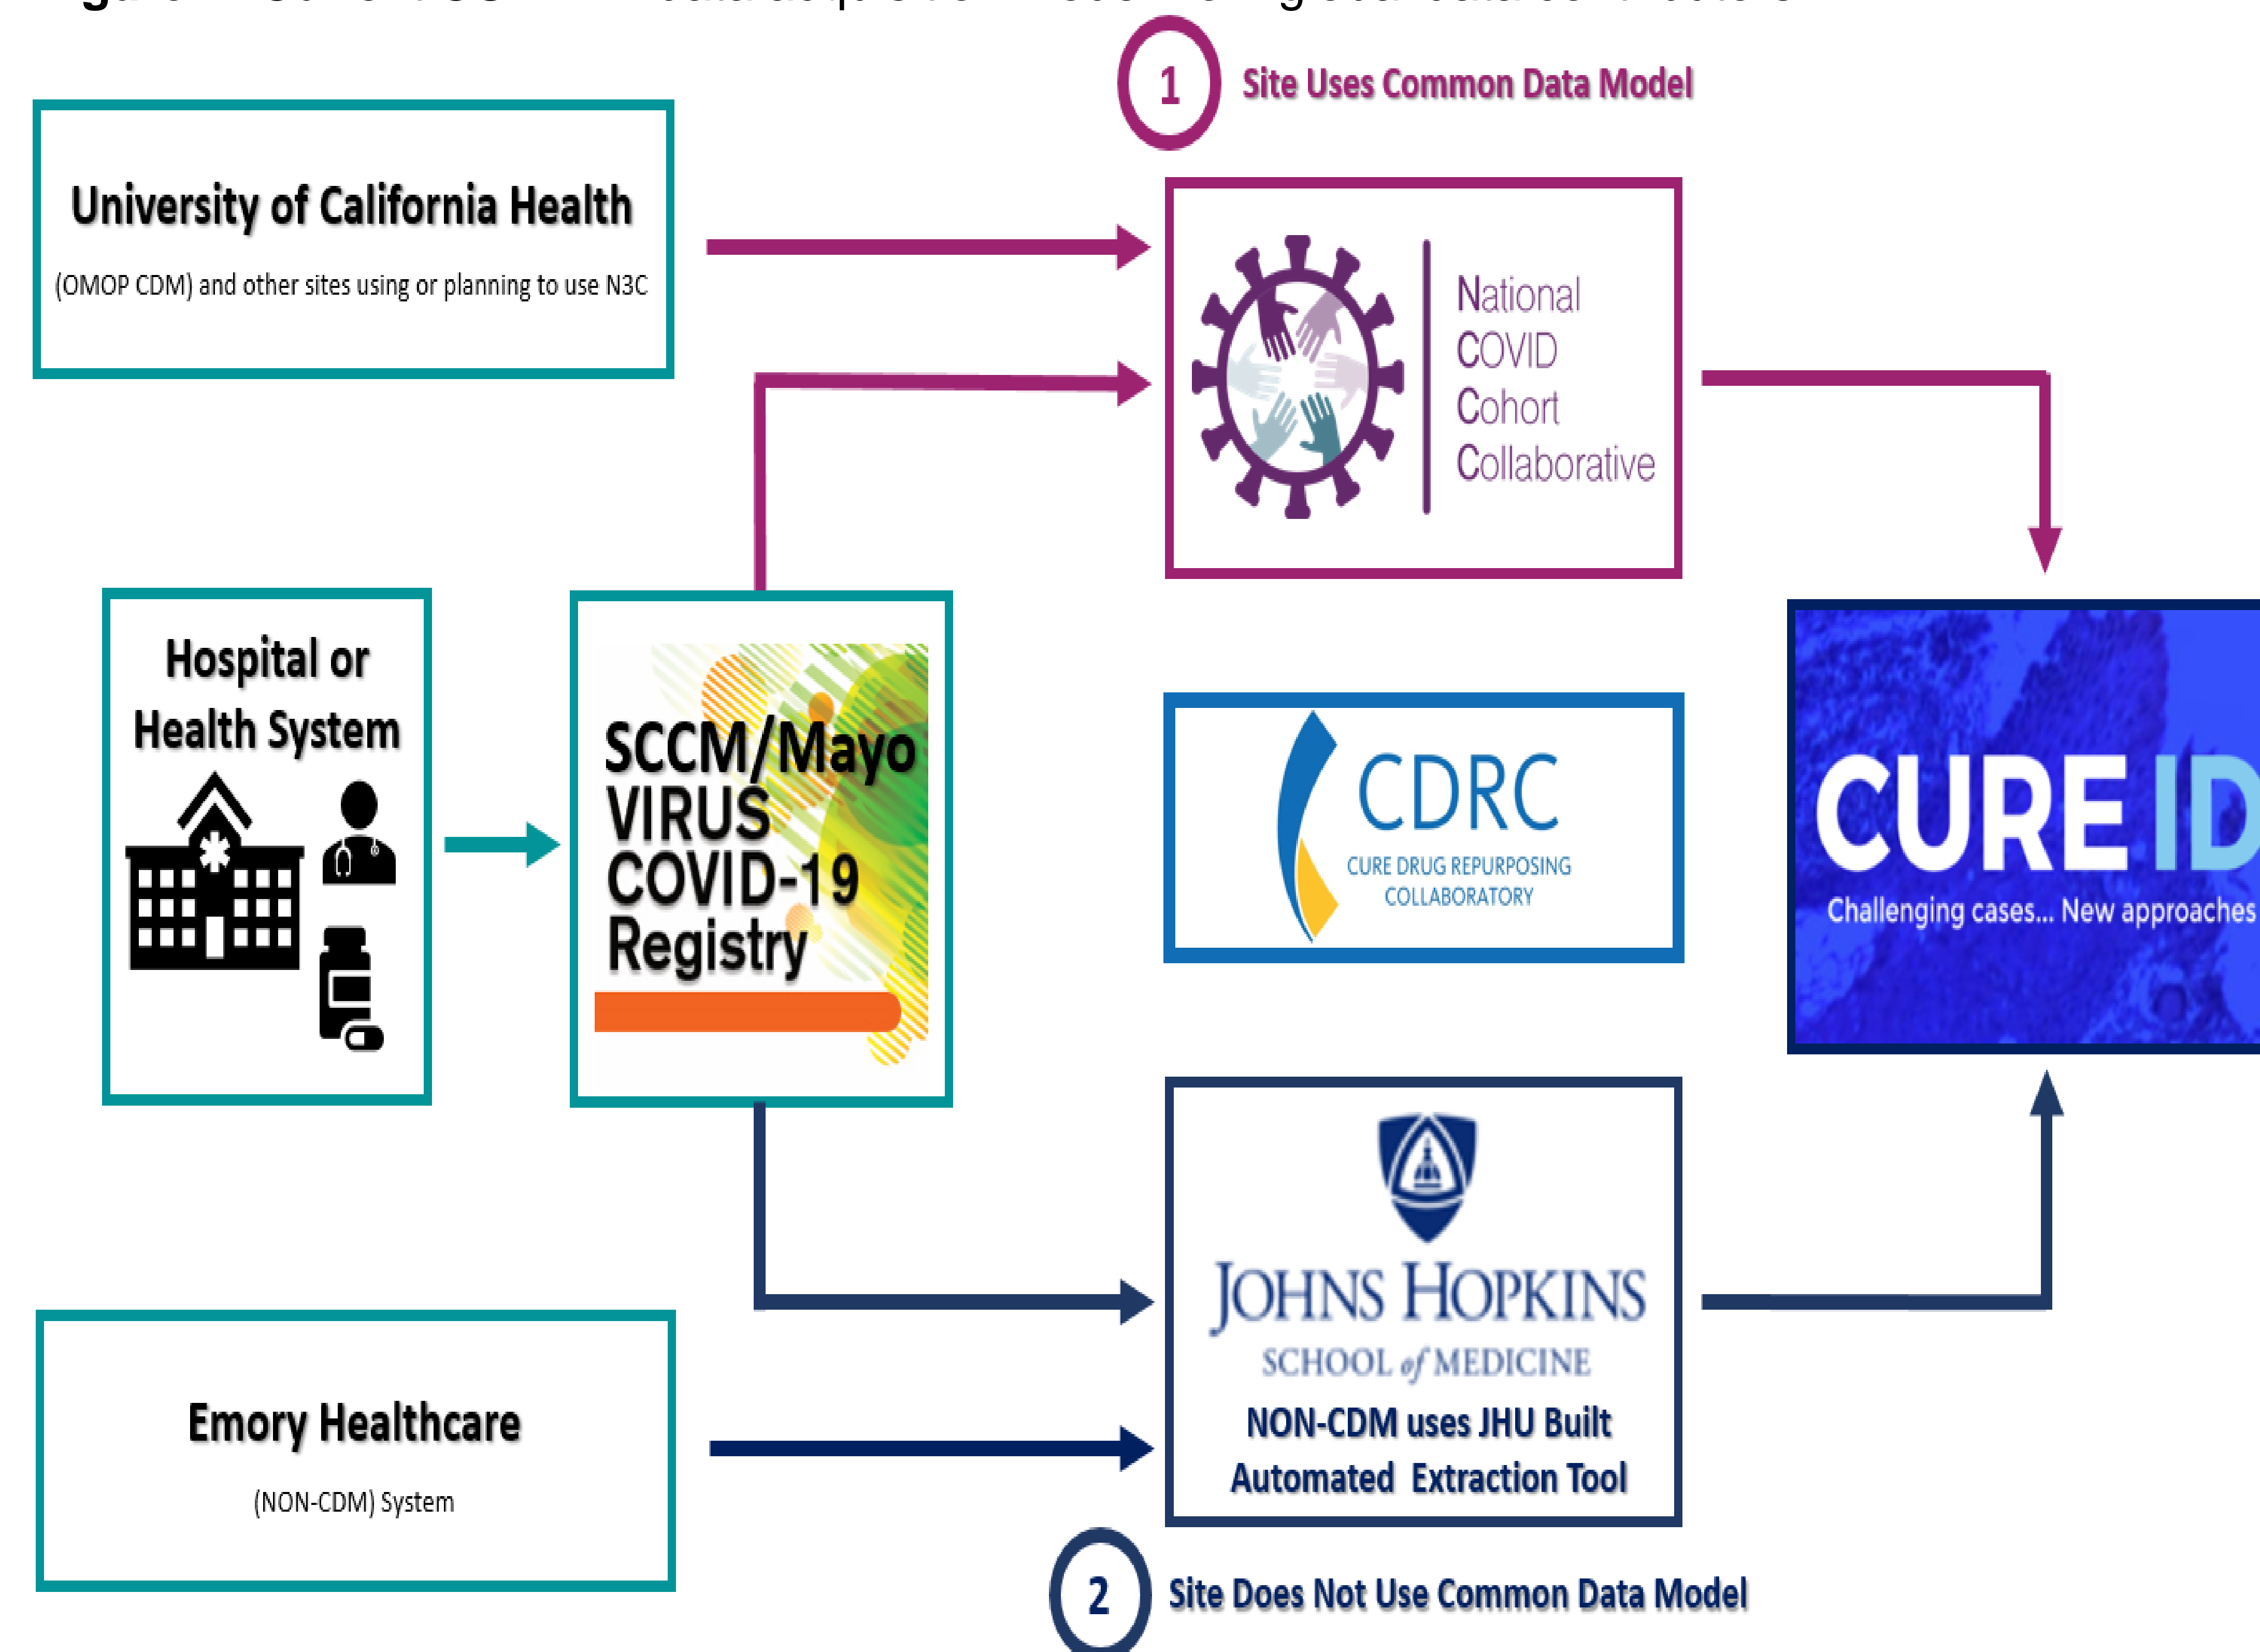 1 Site Uses Common Data Model
University of California Health
(OMOP CDM) and other sites using or planning to use N3C
National
COVID
Cohort
Collaborative
Hospital or
Health System
SCCM/Mayo
VIRUS
COVID-19
Registry
CDRC
CURE DRUG REPURPOSING
COLLABORATORY
CURE ID
Challenging cases... New approaches
JOHNS HOPKINS
SCHOOL of MEDICINE
NON-CDM uses JHU Built
Automated Extraction Tool
Emory Healthcare
(NON-CDM) System
2 Site Does Not Use Common Data Model